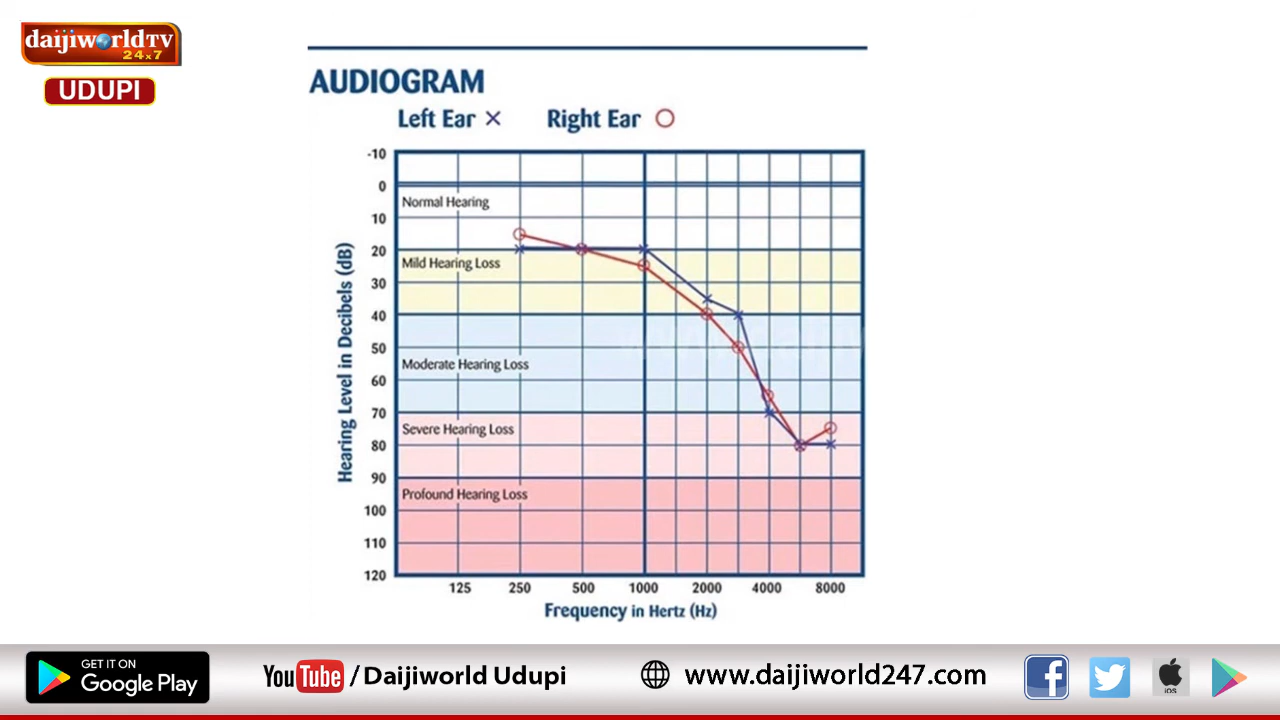 daijiworldTV
24x7
UDUPI
AUDIOGRAM
Left Ear × Right Ear ○
-10
0
Normal Hearing
10
20
Mild Hearing Loss
30
40
50
Moderate Hearing Loss
60
70
Severe Hearing Loss
80
90
Profound Hearing Loss
100
110
120
Hearing Level in Decibels (dB)
125 250 500 1000 2000 4000 8000
Frequency in Hertz (Hz)
GET IT ON
Google Play
YouTube / Daijiworld Udupi
www.daijiworld247.com
f
iOS